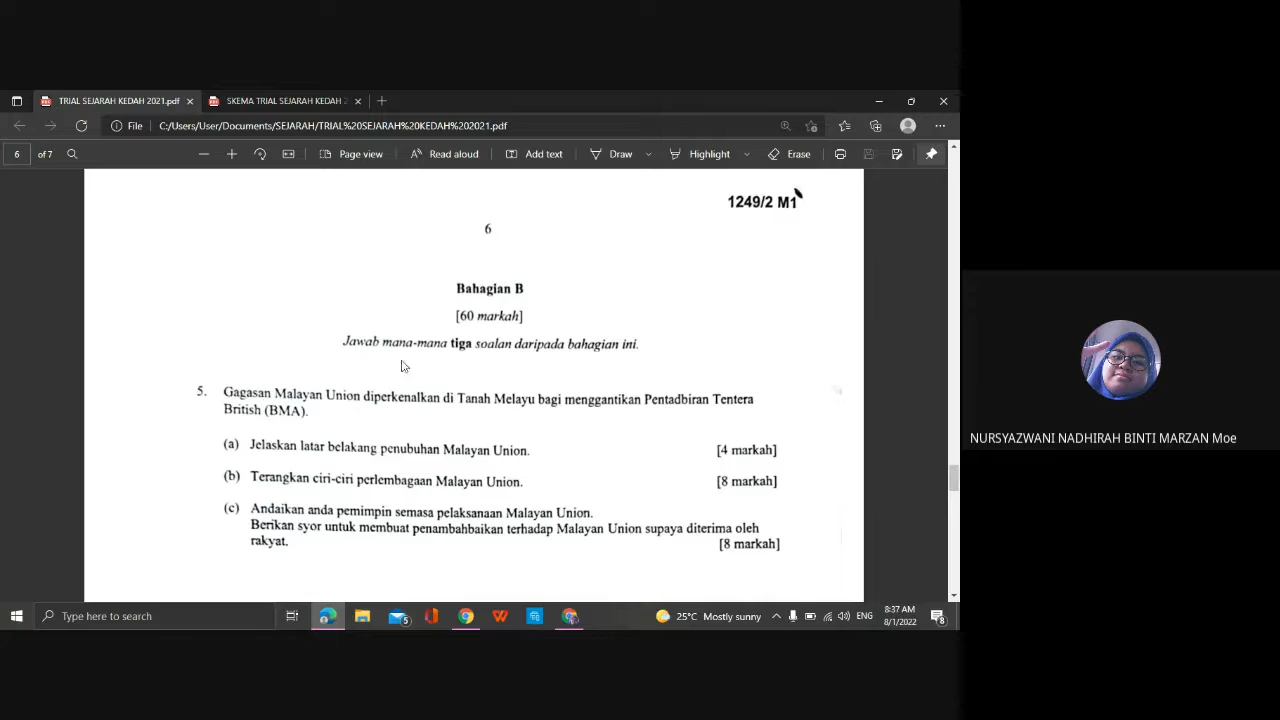 TRIAL SEJARAH KEDAH 2021.pdf
SKEMA TRIAL SEJARAH KEDAH 2
File
C:/Users/User/Documents/SEJARAH/TRIAL%20SEJARAH%20KEDAH%202021.pdf
6 of 7
Page view
Read aloud
Add text
Draw
Highlight
Erase
1249/2 M1
6
Bahagian B
[60 markah]
Jawab mana-mana tiga soalan daripada bahagian ini.
5. Gagasan Malayan Union diperkenalkan di Tanah Melayu bagi menggantikan Pentadbiran Tentera
British (BMA).
(a) Jelaskan latar belakang penubuhan Malayan Union. [4 markah]
(b) Terangkan ciri-ciri perlembagaan Malayan Union. [8 markah]
(c) Andaikan anda pemimpin semasa pelaksanaan Malayan Union.
Berikan syor untuk membuat penambahbaikan terhadap Malayan Union supaya diterima oleh
rakyat. [8 markah]
NURSYAZWANI NADHIRAH BINTI MARZAN Moe
Type here to search
5
25°C Mostly sunny
ENG
8:37 AM
8/1/2022
8